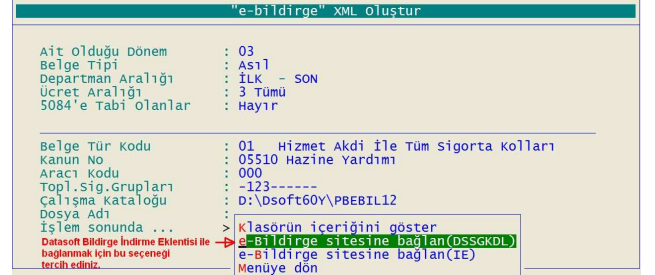 "e-bildirge" XML Oluştur
Ait Olduğu Dönem : 03
Belge Tipi : Asıl
Departman Aralığı : İLK - SON
Ücret Aralığı : 3 Tümü
5084'e Tabi Olanlar : Hayır
Belge Tür Kodu : 01 Hizmet Akdi İle Tüm Sigorta Kolları
Kanun No : 05510 Hazine Yardımı
Aracı Kodu : 000
Topl.Sig.Grupları : -123------
Çalışma Kataloğu : D:\Dsoft60Y\PBEBIL12
Dosya Adı :
İşlem sonunda ... > Klasörün içeriğini göster
Datasoft Bildirge İndirme Eklentisi ile e-Bildirge sitesine bağlan(DSSGKDL)
bağlanmak için bu seçeneği e-Bildirge sitesine bağlan(IE)
tercih ediniz. Menüye dön